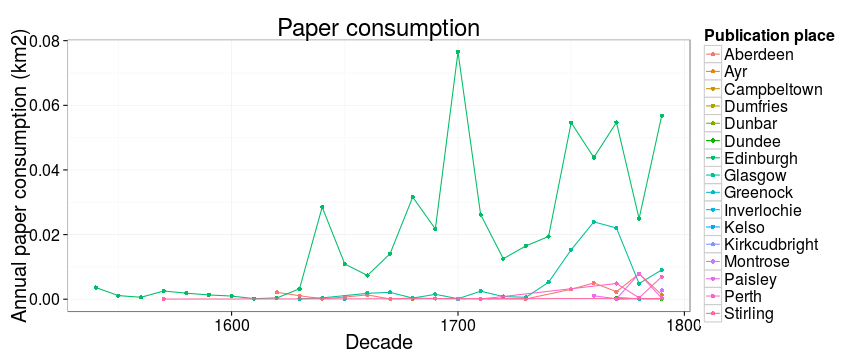 Paper consumption
Annual paper consumption (km2)
0.08
0.06
0.04
0.02
0.00
1600
1700
1800
Decade
Publication place
Aberdeen
Ayr
Campbeltown
Dumfries
Dunbar
Dundee
Edinburgh
Glasgow
Greenock
Inverlochie
Kelso
Kirkcudbright
Montrose
Paisley
Perth
Stirling